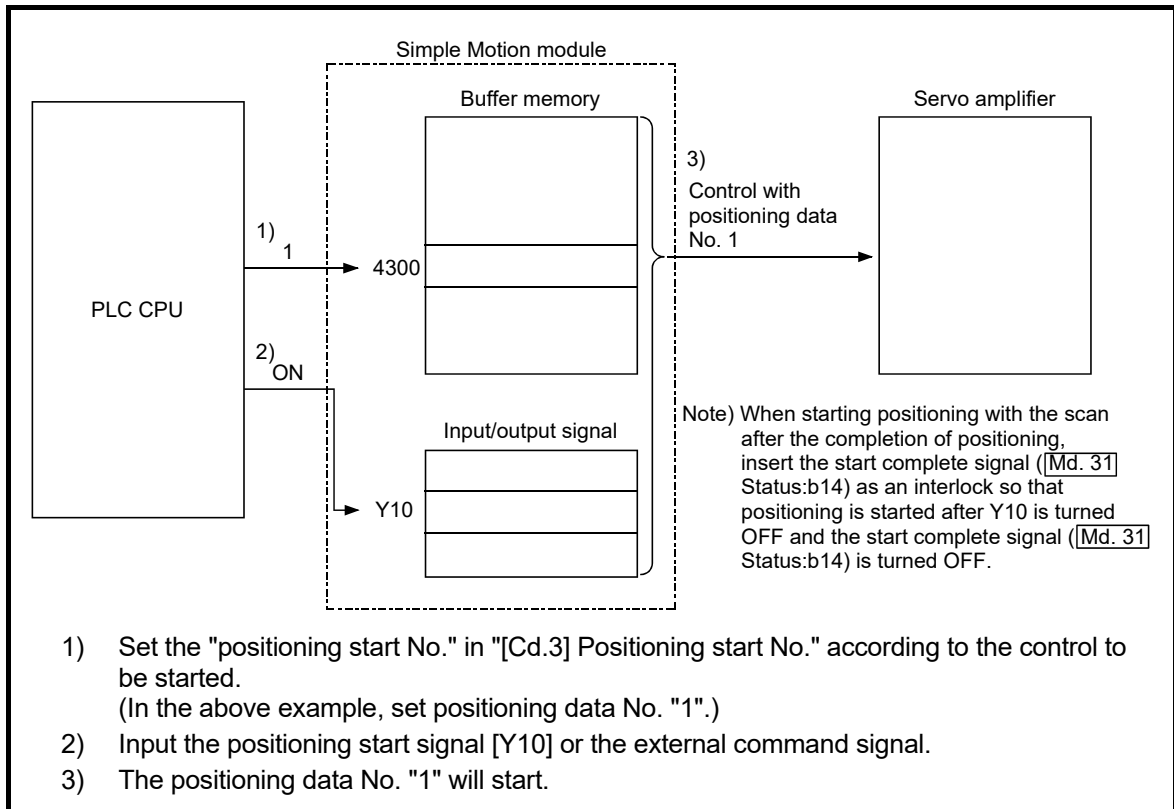 Simple Motion module
Buffer memory
Servo amplifier
3)
Control with
positioning data
No. 1
1)
1
4300
PLC CPU
2)
ON
Input/output signal
Y10
Note) When starting positioning with the scan
after the completion of positioning,
insert the start complete signal (Md. 31
Status:b14) as an interlock so that
positioning is started after Y10 is turned
OFF and the start complete signal (Md. 31
Status:b14) is turned OFF.
1) Set the "positioning start No." in "[Cd.3] Positioning start No." according to the control to
be started.
(In the above example, set positioning data No. "1".)
2) Input the positioning start signal [Y10] or the external command signal.
3) The positioning data No. "1" will start.